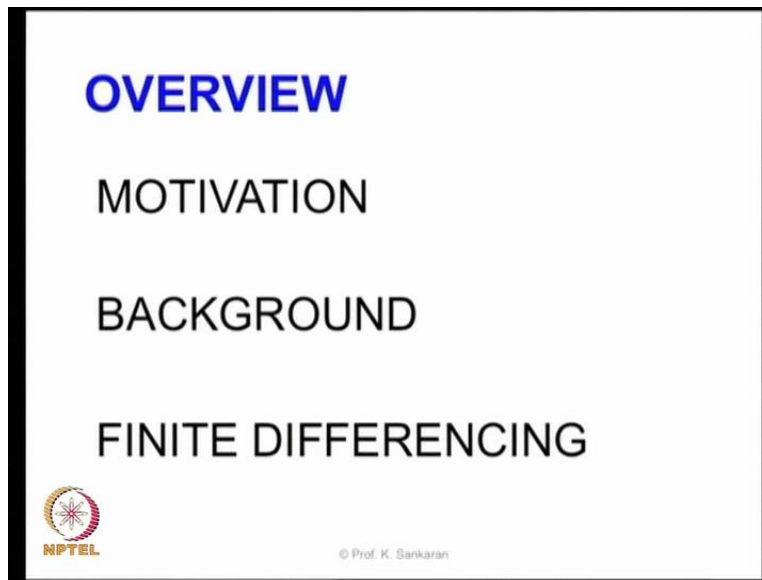 OVERVIEW
MOTIVATION
BACKGROUND
FINITE DIFFERENCING
NPTEL
© Prof. K. Sankaran